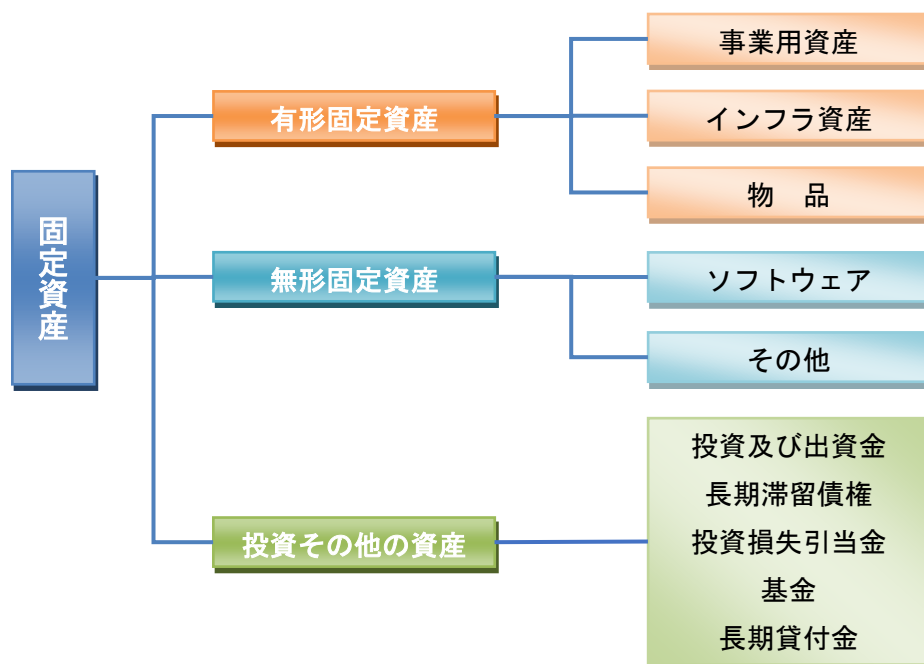 固定資産
有形固定資産
事業用資産
インフラ資産
物　品
無形固定資産
ソフトウェア
その他
投資その他の資産
投資及び出資金
長期滞留債権
投資損失引当金
基金
長期貸付金